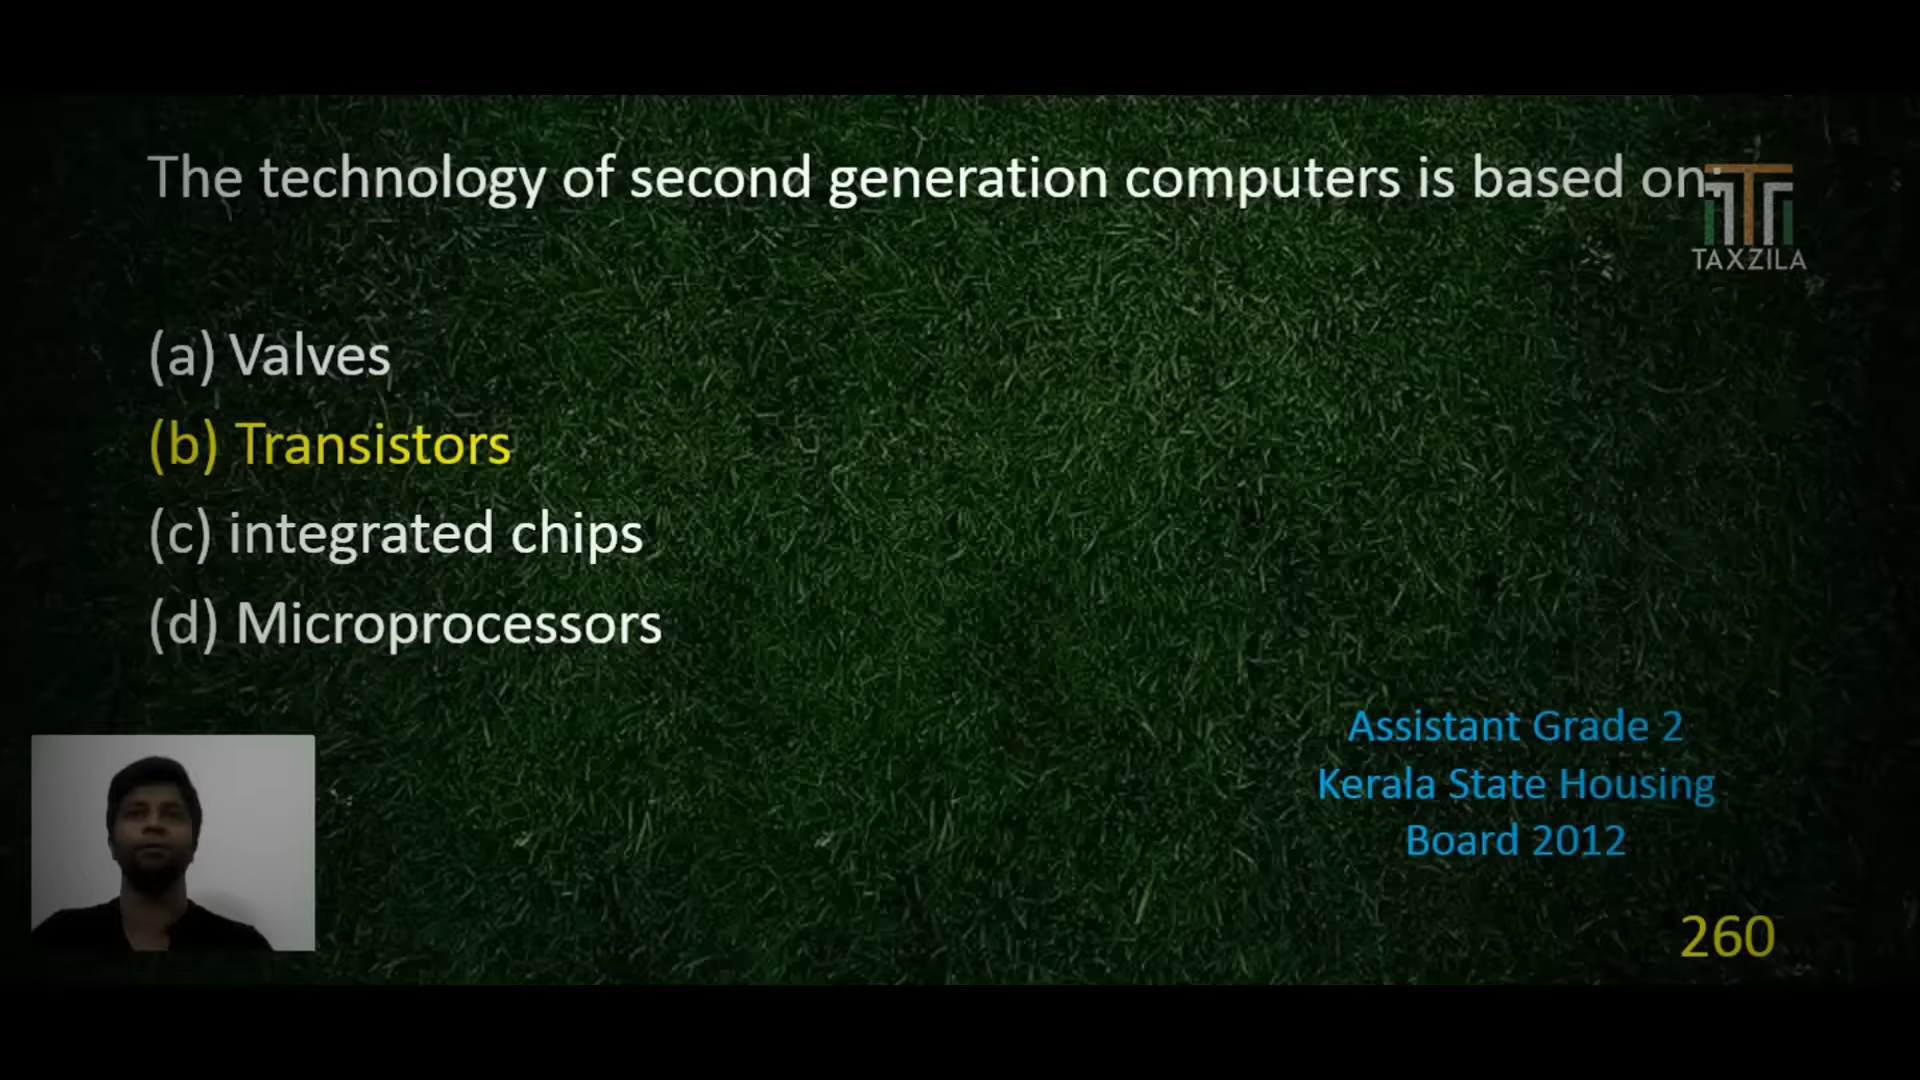 The technology of second generation computers is based on:
TAXZILA
(a) Valves
(b) Transistors
(c) integrated chips
(d) Microprocessors
Assistant Grade 2
Kerala State Housing
Board 2012
260